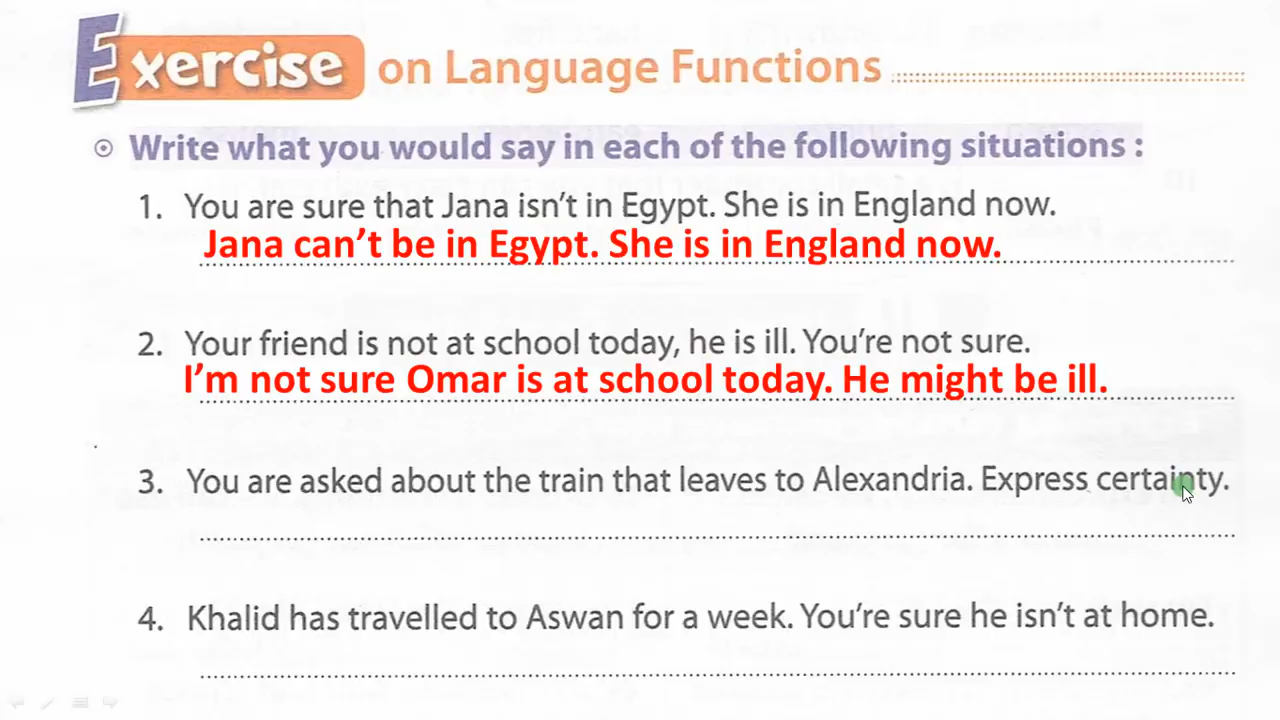 Exercise on Language Functions
Write what you would say in each of the following situations :
1. You are sure that Jana isn't in Egypt. She is in England now.
Jana can't be in Egypt. She is in England now.
2. Your friend is not at school today, he is ill. You're not sure.
I'm not sure Omar is at school today. He might be ill.
3. You are asked about the train that leaves to Alexandria. Express certainty.
4. Khalid has travelled to Aswan for a week. You're sure he isn't at home.